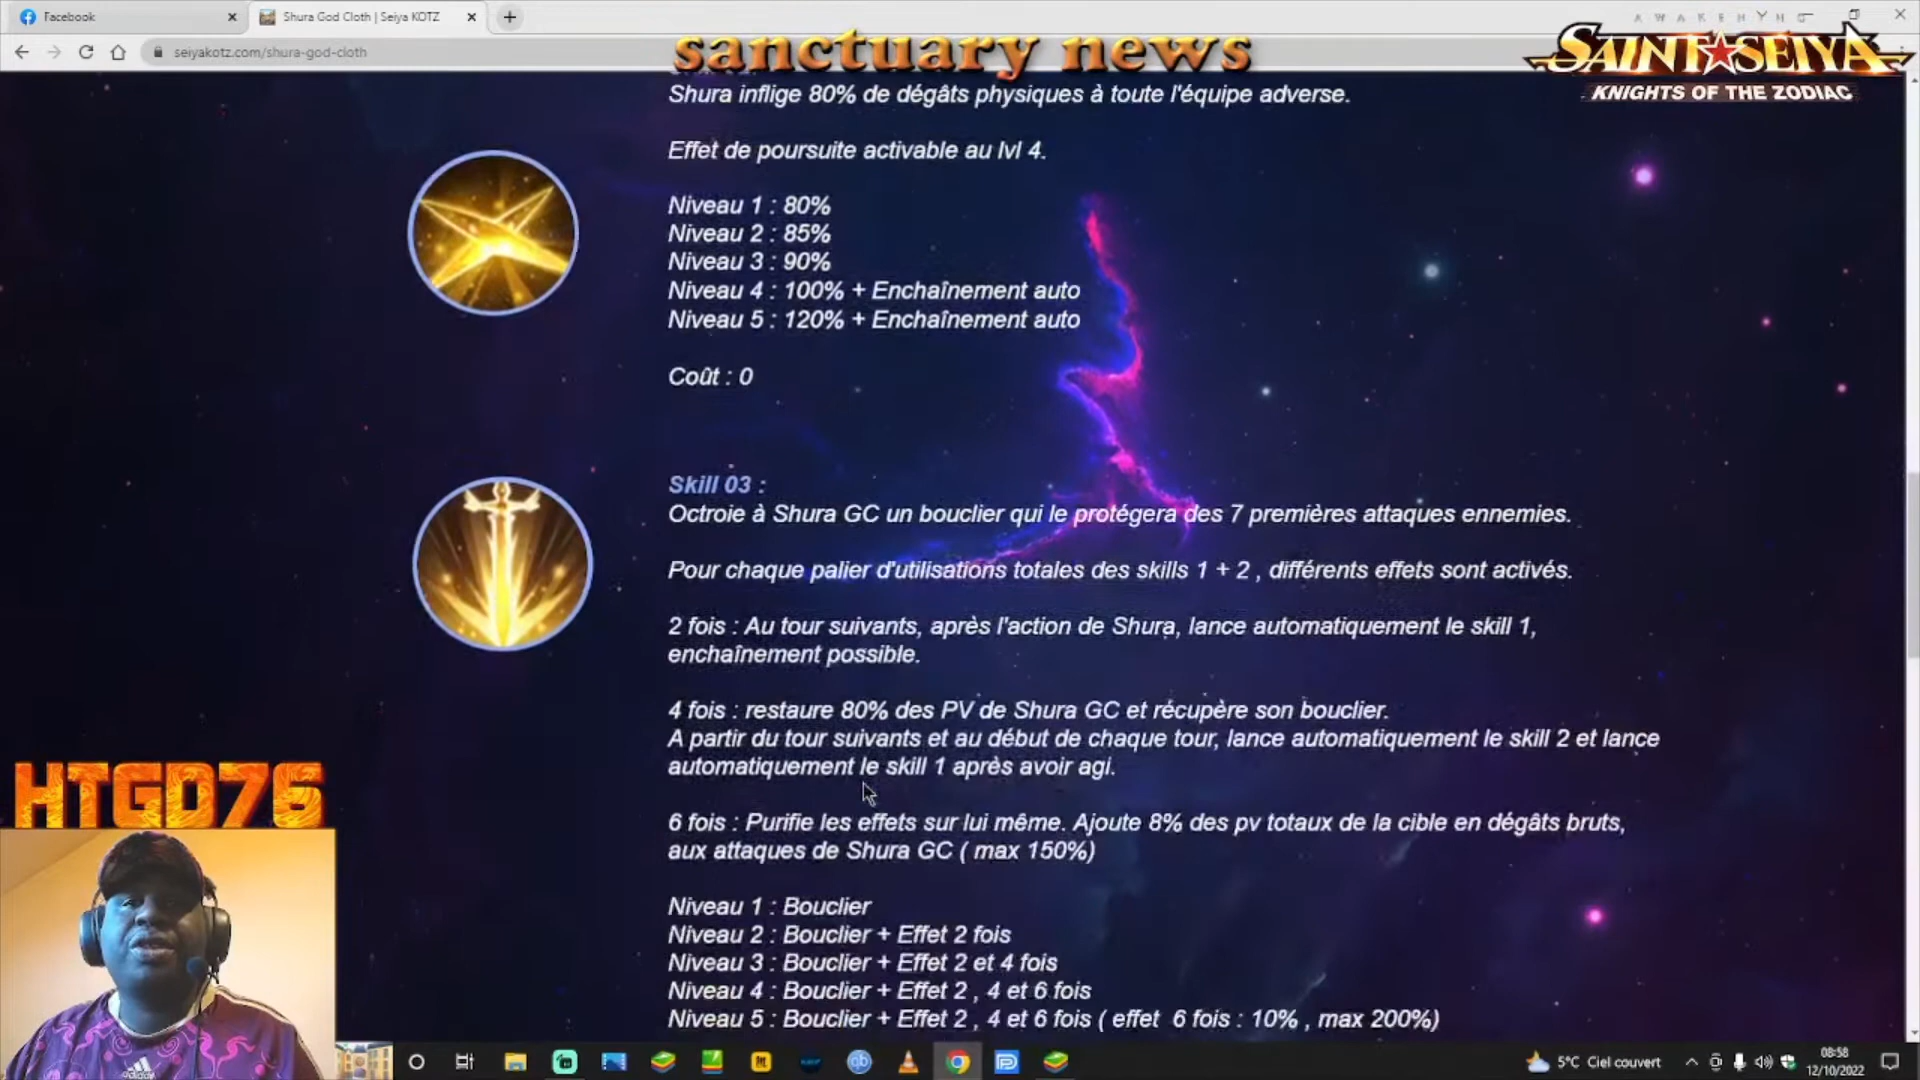 Facebook
Shura God Cloth | Seiya KOTZ
seiyakotz.com/shura-god-cloth
sanctuary news
AWAKENING
SAINT SEIYA
KNIGHTS OF THE ZODIAC
Shura inflige 80% de dégâts physiques à toute l'équipe adverse.
Effet de poursuite activable au lvl 4.
Niveau 1 : 80%
Niveau 2 : 85%
Niveau 3 : 90%
Niveau 4 : 100% + Enchaînement auto
Niveau 5 : 120% + Enchaînement auto
Coût : 0
Skill 03 :
Octroie à Shura GC un bouclier qui le protégera des 7 premières attaques ennemies.
Pour chaque palier d'utilisations totales des skills 1 + 2 , différents effets sont activés.
2 fois : Au tour suivants, après l'action de Shura, lance automatiquement le skill 1,
enchaînement possible.
4 fois : restaure 80% des PV de Shura GC et récupère son bouclier.
A partir du tour suivants et au début de chaque tour, lance automatiquement le skill 2 et lance
automatiquement le skill 1 après avoir agi.
6 fois : Purifie les effets sur lui même. Ajoute 8% des pv totaux de la cible en dégâts bruts,
aux attaques de Shura GC ( max 150%)
Niveau 1 : Bouclier
Niveau 2 : Bouclier + Effet 2 fois
Niveau 3 : Bouclier + Effet 2 et 4 fois
Niveau 4 : Bouclier + Effet 2 , 4 et 6 fois
Niveau 5 : Bouclier + Effet 2 , 4 et 6 fois ( effet 6 fois : 10% , max 200%)
HTGD76
adidas
5°C Ciel couvert
08:58
12/10/2022